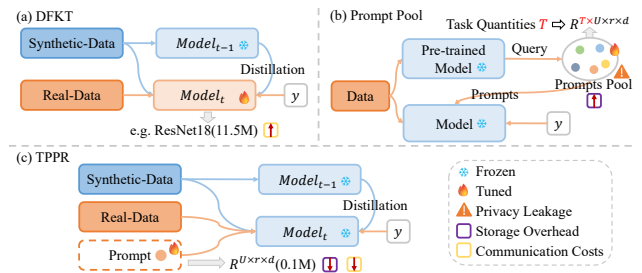 (a) DFKT
Synthetic-Data
Model_{t-1}
Distillation
Real-Data
Model_t
y
e.g. ResNet18(11.5M)
(b) Prompt Pool
Task Quantities T ⇒ R^{T×U×r×d}
Pre-trained
Model
Query
Data
Prompts
Prompts Pool
Model
y
(c) TPPR
Synthetic-Data
Model_{t-1}
Distillation
Real-Data
Model_t
y
Prompt
R^{U×r×d}(0.1M)
Frozen
Tuned
Privacy Leakage
Storage Overhead
Communication Costs